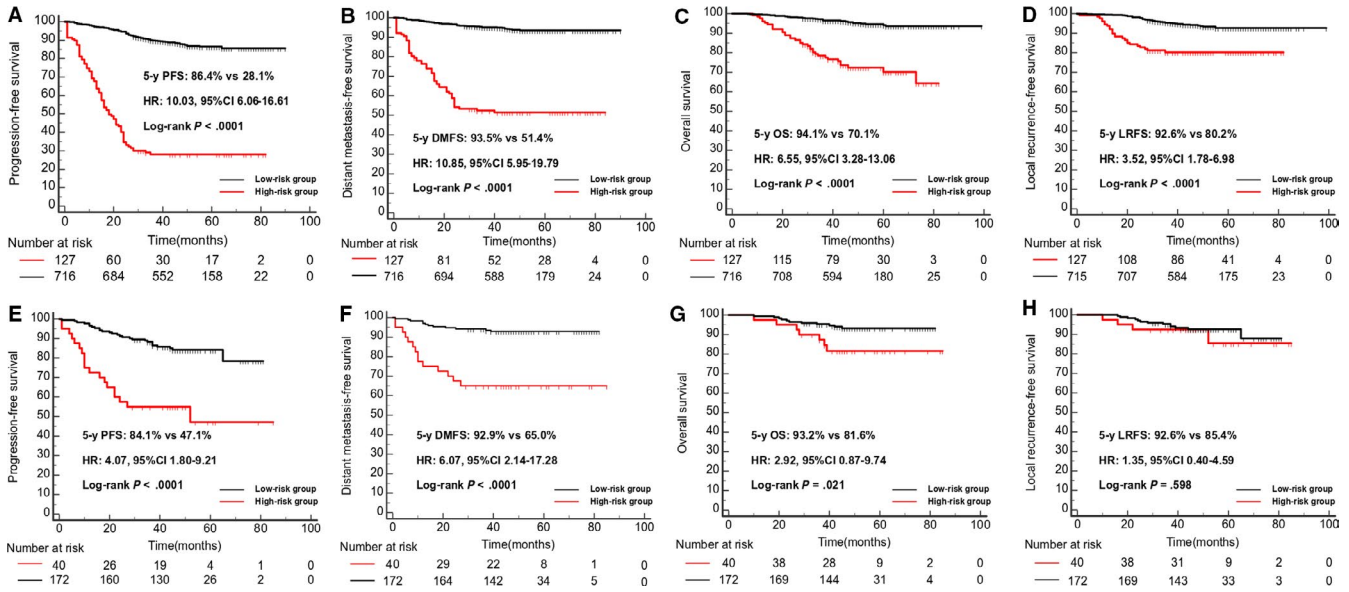 A
Progression-free survival
100
90
80
70
60
50
40
30
20
10
0
5-y PFS: 86.4% vs 28.1%
HR: 10.03, 95%CI 6.06-16.61
Log-rank P < .0001
Low-risk group
High-risk group
0 20 40 60 80 100
Number at risk
Time(months)
127 60 30 17 2 0
716 684 552 158 22 0
B
Distant metastasis-free survival
100
90
80
70
60
50
40
30
20
10
0
5-y DMFS: 93.5% vs 51.4%
HR: 10.85, 95%CI 5.95-19.79
Log-rank P < .0001
Low-risk group
High-risk group
0 20 40 60 80 100
Number at risk
Time(months)
127 81 52 28 4 0
716 694 588 179 24 0
C
Overall survival
100
90
80
70
60
50
40
30
20
10
0
5-y OS: 94.1% vs 70.1%
HR: 6.55, 95%CI 3.28-13.06
Log-rank P < .0001
Low-risk group
High-risk group
0 20 40 60 80 100
Number at risk
Time(months)
127 115 79 30 3 0
716 708 594 180 25 0
D
Local recurrence-free survival
100
90
80
70
60
50
40
30
20
10
0
5-y LRFS: 92.6% vs 80.2%
HR: 3.52, 95%CI 1.78-6.98
Log-rank P < .0001
Low-risk group
High-risk group
0 20 40 60 80 100
Number at risk
Time(months)
127 108 86 41 4 0
715 707 584 175 23 0
E
Progression-free survival
100
90
80
70
60
50
40
30
20
10
0
5-y PFS: 84.1% vs 47.1%
HR: 4.07, 95%CI 1.80-9.21
Log-rank P < .0001
Low-risk group
High-risk group
0 20 40 60 80 100
Number at risk
Time(months)
40 26 19 4 1 0
172 160 130 26 2 0
F
Distant metastasis-free surival
100
90
80
70
60
50
40
30
20
10
0
5-y DMFS: 92.9% vs 65.0%
HR: 6.07, 95%CI 2.14-17.28
Log-rank P < .0001
Low-risk group
High-risk group
0 20 40 60 80 100
Number at risk
Time(months)
40 29 22 8 1 0
172 164 142 34 5 0
G
Overall survival
100
90
80
70
60
50
40
30
20
10
0
5-y OS: 93.2% vs 81.6%
HR: 2.92, 95%CI 0.87-9.74
Log-rank P = .021
Low-risk group
High-risk group
0 20 40 60 80 100
Number at risk
Time(months)
40 38 28 9 2 0
172 169 144 31 4 0
H
Local recurrence-free survival
100
90
80
70
60
50
40
30
20
10
0
5-y LRFS: 92.6% vs 85.4%
HR: 1.35, 95%CI 0.40-4.59
Log-rank P = .598
Low-risk group
High-risk group
0 20 40 60 80 100
Number at risk
Time(months)
40 38 31 9 2 0
172 169 143 33 3 0